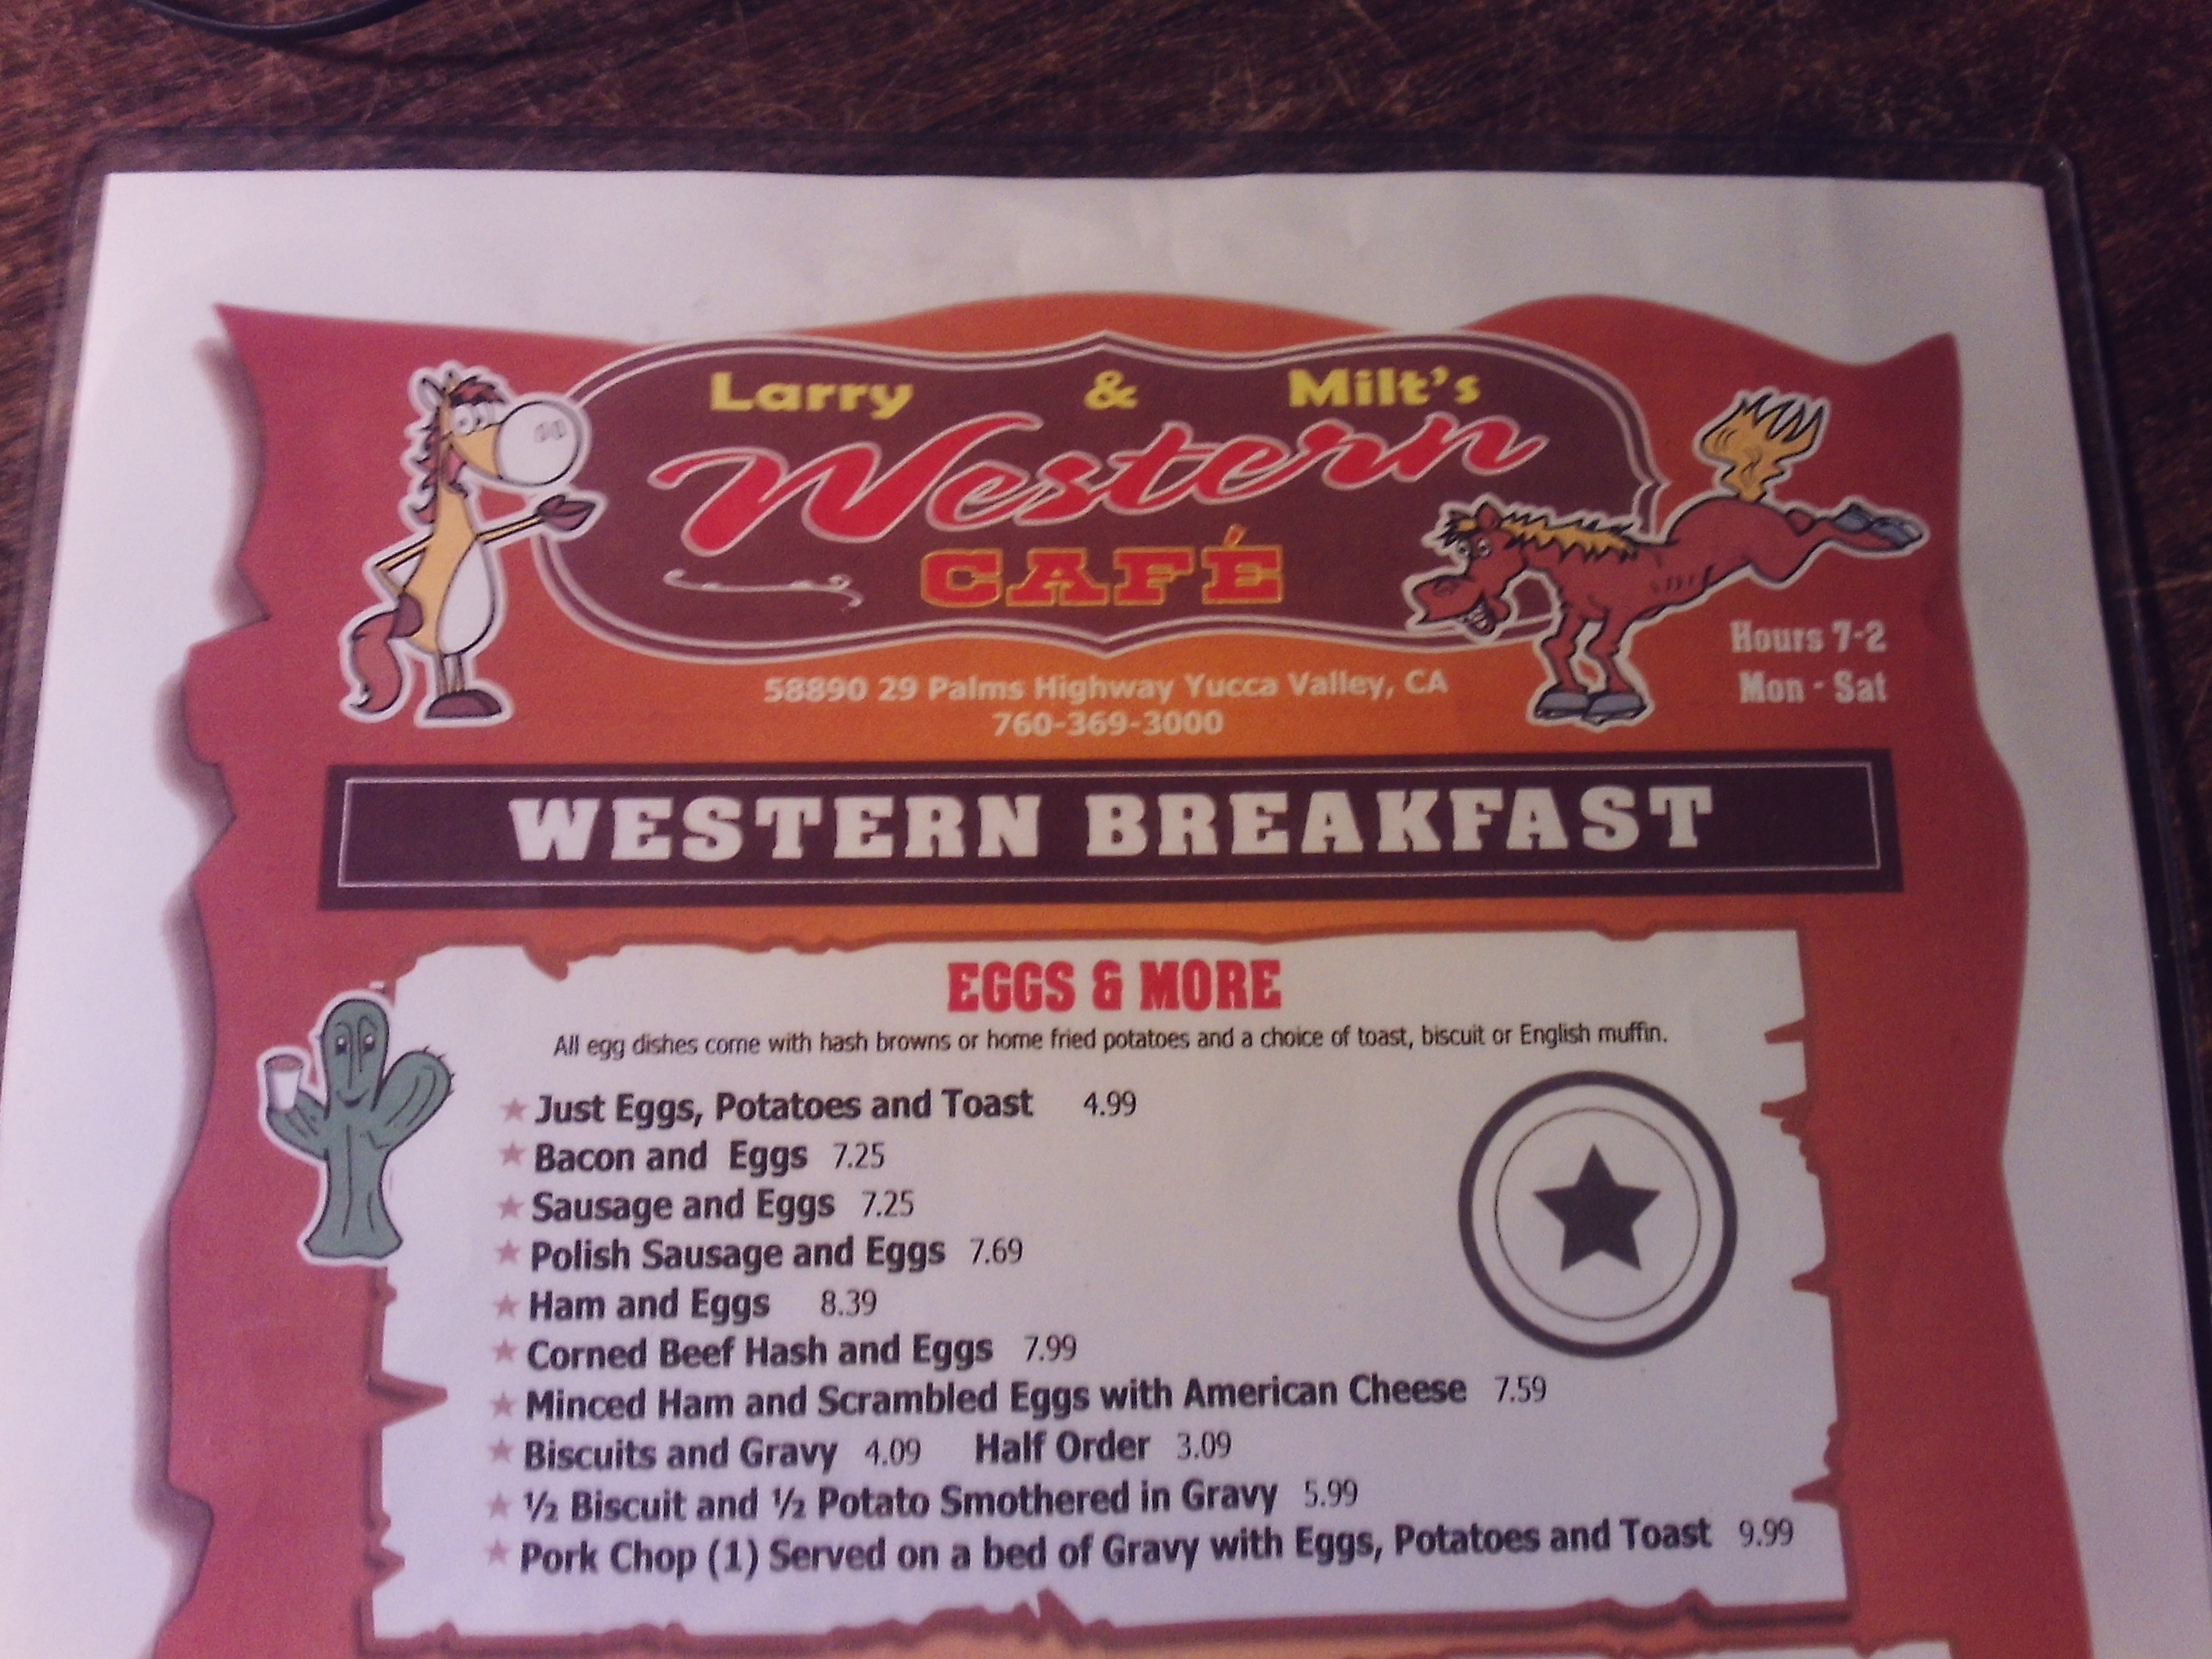 Larry & Milt's
Western
CAFÉ
Hours 7-2
Mon - Sat
58890 29 Palms Highway Yucca Valley, CA
760-369-3000
WESTERN BREAKFAST
EGGS & MORE
All egg dishes come with hash browns or home fried potatoes and a choice of toast, biscuit or English muffin.
Just Eggs, Potatoes and Toast 4.99
Bacon and Eggs 7.25
Sausage and Eggs 7.25
Polish Sausage and Eggs 7.69
Ham and Eggs 8.39
Corned Beef Hash and Eggs 7.99
Minced Ham and Scrambled Eggs with American Cheese 7.59
Biscuits and Gravy 4.09 Half Order 3.09
½ Biscuit and ½ Potato Smothered in Gravy 5.99
Pork Chop (1) Served on a bed of Gravy with Eggs, Potatoes and Toast 9.99